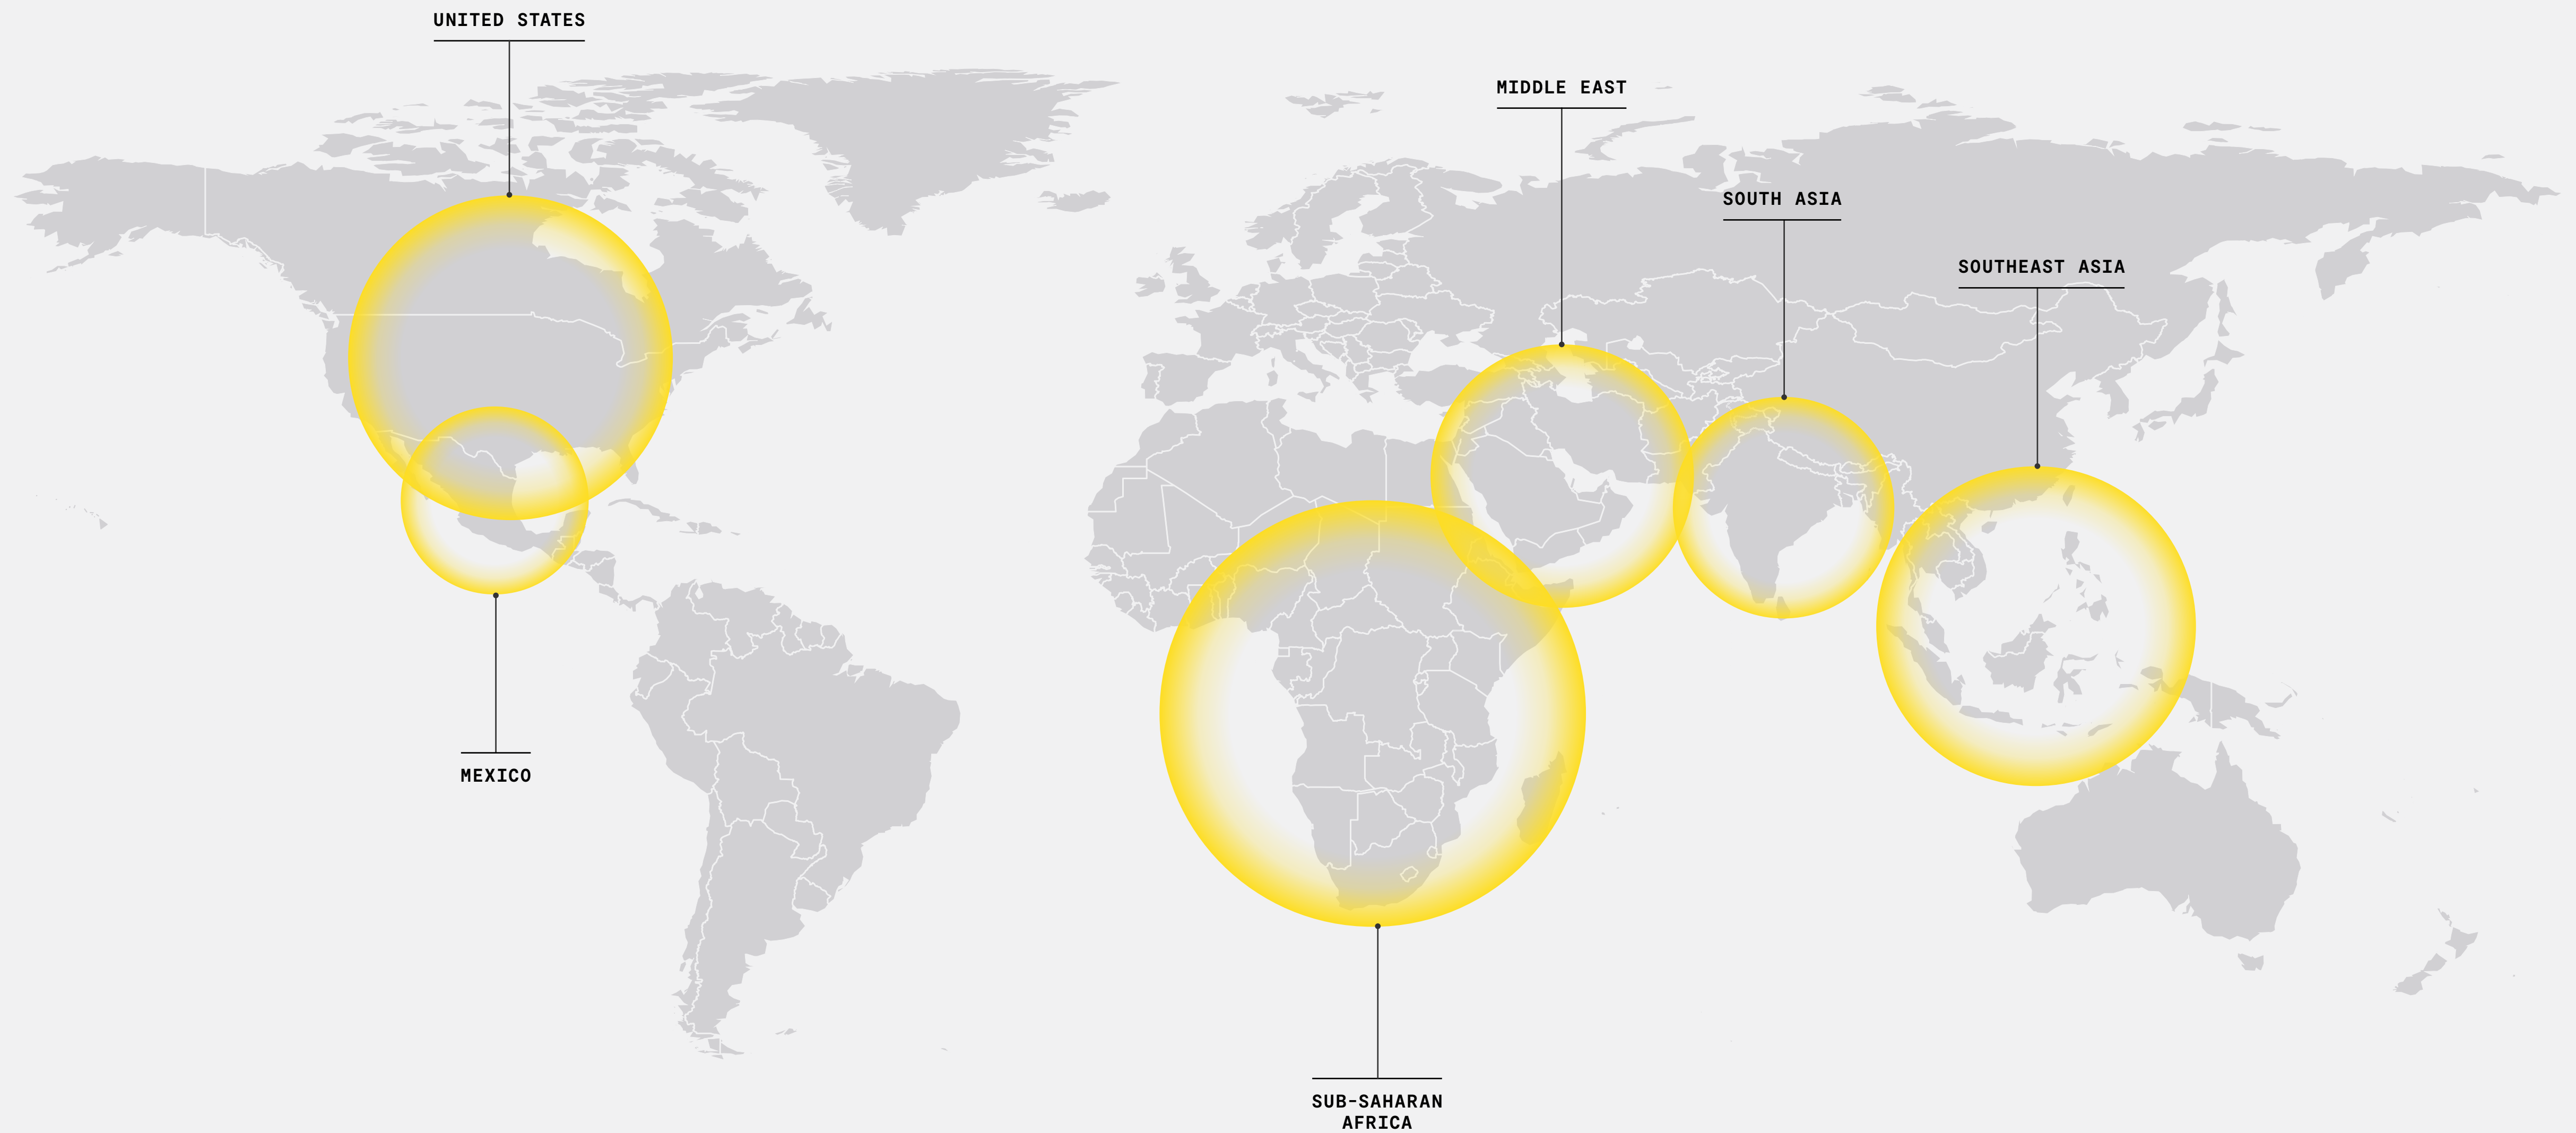 UNITED STATES
MIDDLE EAST
SOUTH ASIA
SOUTHEAST ASIA
MEXICO
SUB-SAHARAN
AFRICA